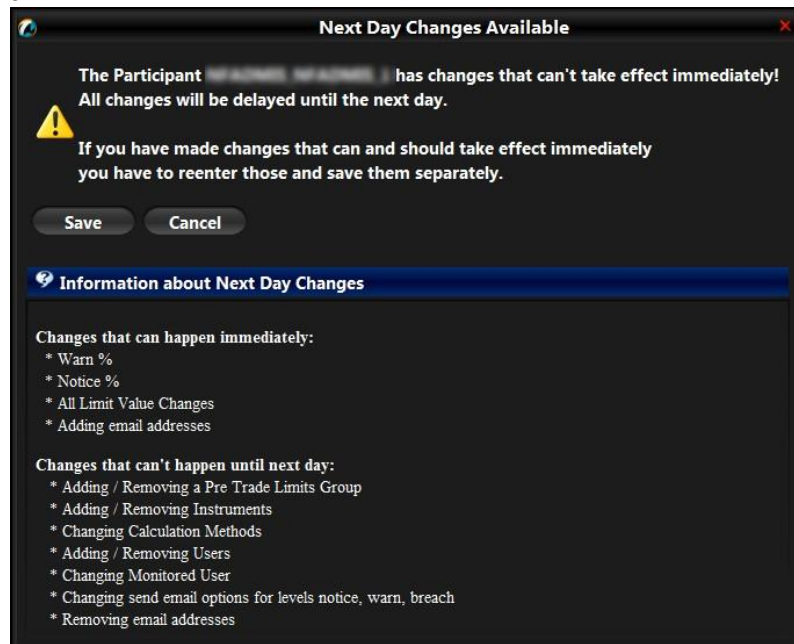 Next Day Changes Available
The Participant has changes that can't take effect immediately!
All changes will be delayed until the next day.
If you have made changes that can and should take effect immediately
you have to reenter those and save them separately.
Save Cancel
Information about Next Day Changes
Changes that can happen immediately:
* Warn %
* Notice %
* All Limit Value Changes
* Adding email addresses
Changes that can't happen until next day:
* Adding / Removing a Pre Trade Limits Group
* Adding / Removing Instruments
* Changing Calculation Methods
* Adding / Removing Users
* Changing Monitored User
* Changing send email options for levels notice, warn, breach
* Removing email addresses